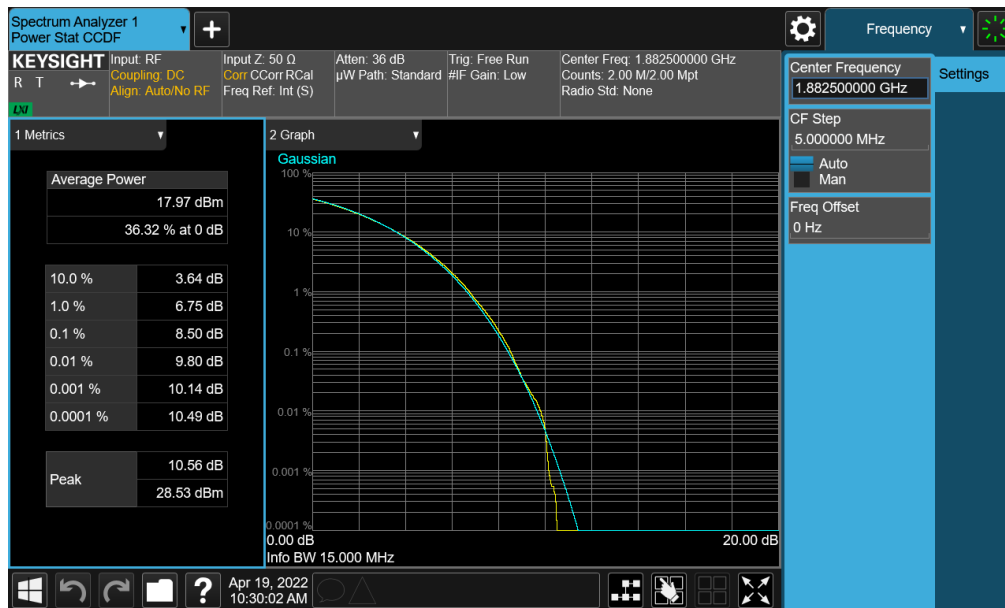 Spectrum Analyzer 1
Power Stat CCDF
+
Frequency
KEYSIGHT
R T
LXI
Input: RF
Coupling: DC
Align: Auto/No RF
Input Z: 50 Ω
Corr CCorr RCal
Freq Ref: Int (S)
Atten: 36 dB
µW Path: Standard
Trig: Free Run
#IF Gain: Low
Center Freq: 1.882500000 GHz
Counts: 2.00 M/2.00 Mpt
Radio Std: None
Center Frequency
1.882500000 GHz
Settings
CF Step
5.000000 MHz
Auto
Man
Freq Offset
0 Hz
1 Metrics
Average Power
17.97 dBm
36.32 % at 0 dB
10.0 % 3.64 dB
1.0 % 6.75 dB
0.1 % 8.50 dB
0.01 % 9.80 dB
0.001 % 10.14 dB
0.0001 % 10.49 dB
Peak
10.56 dB
28.53 dBm
2 Graph
Gaussian
100 %
10 %
1 %
0.1 %
0.01 %
0.001 %
0.0001 %
0.00 dB 20.00 dB
Info BW 15.000 MHz
?
Apr 19, 2022
10:30:02 AM